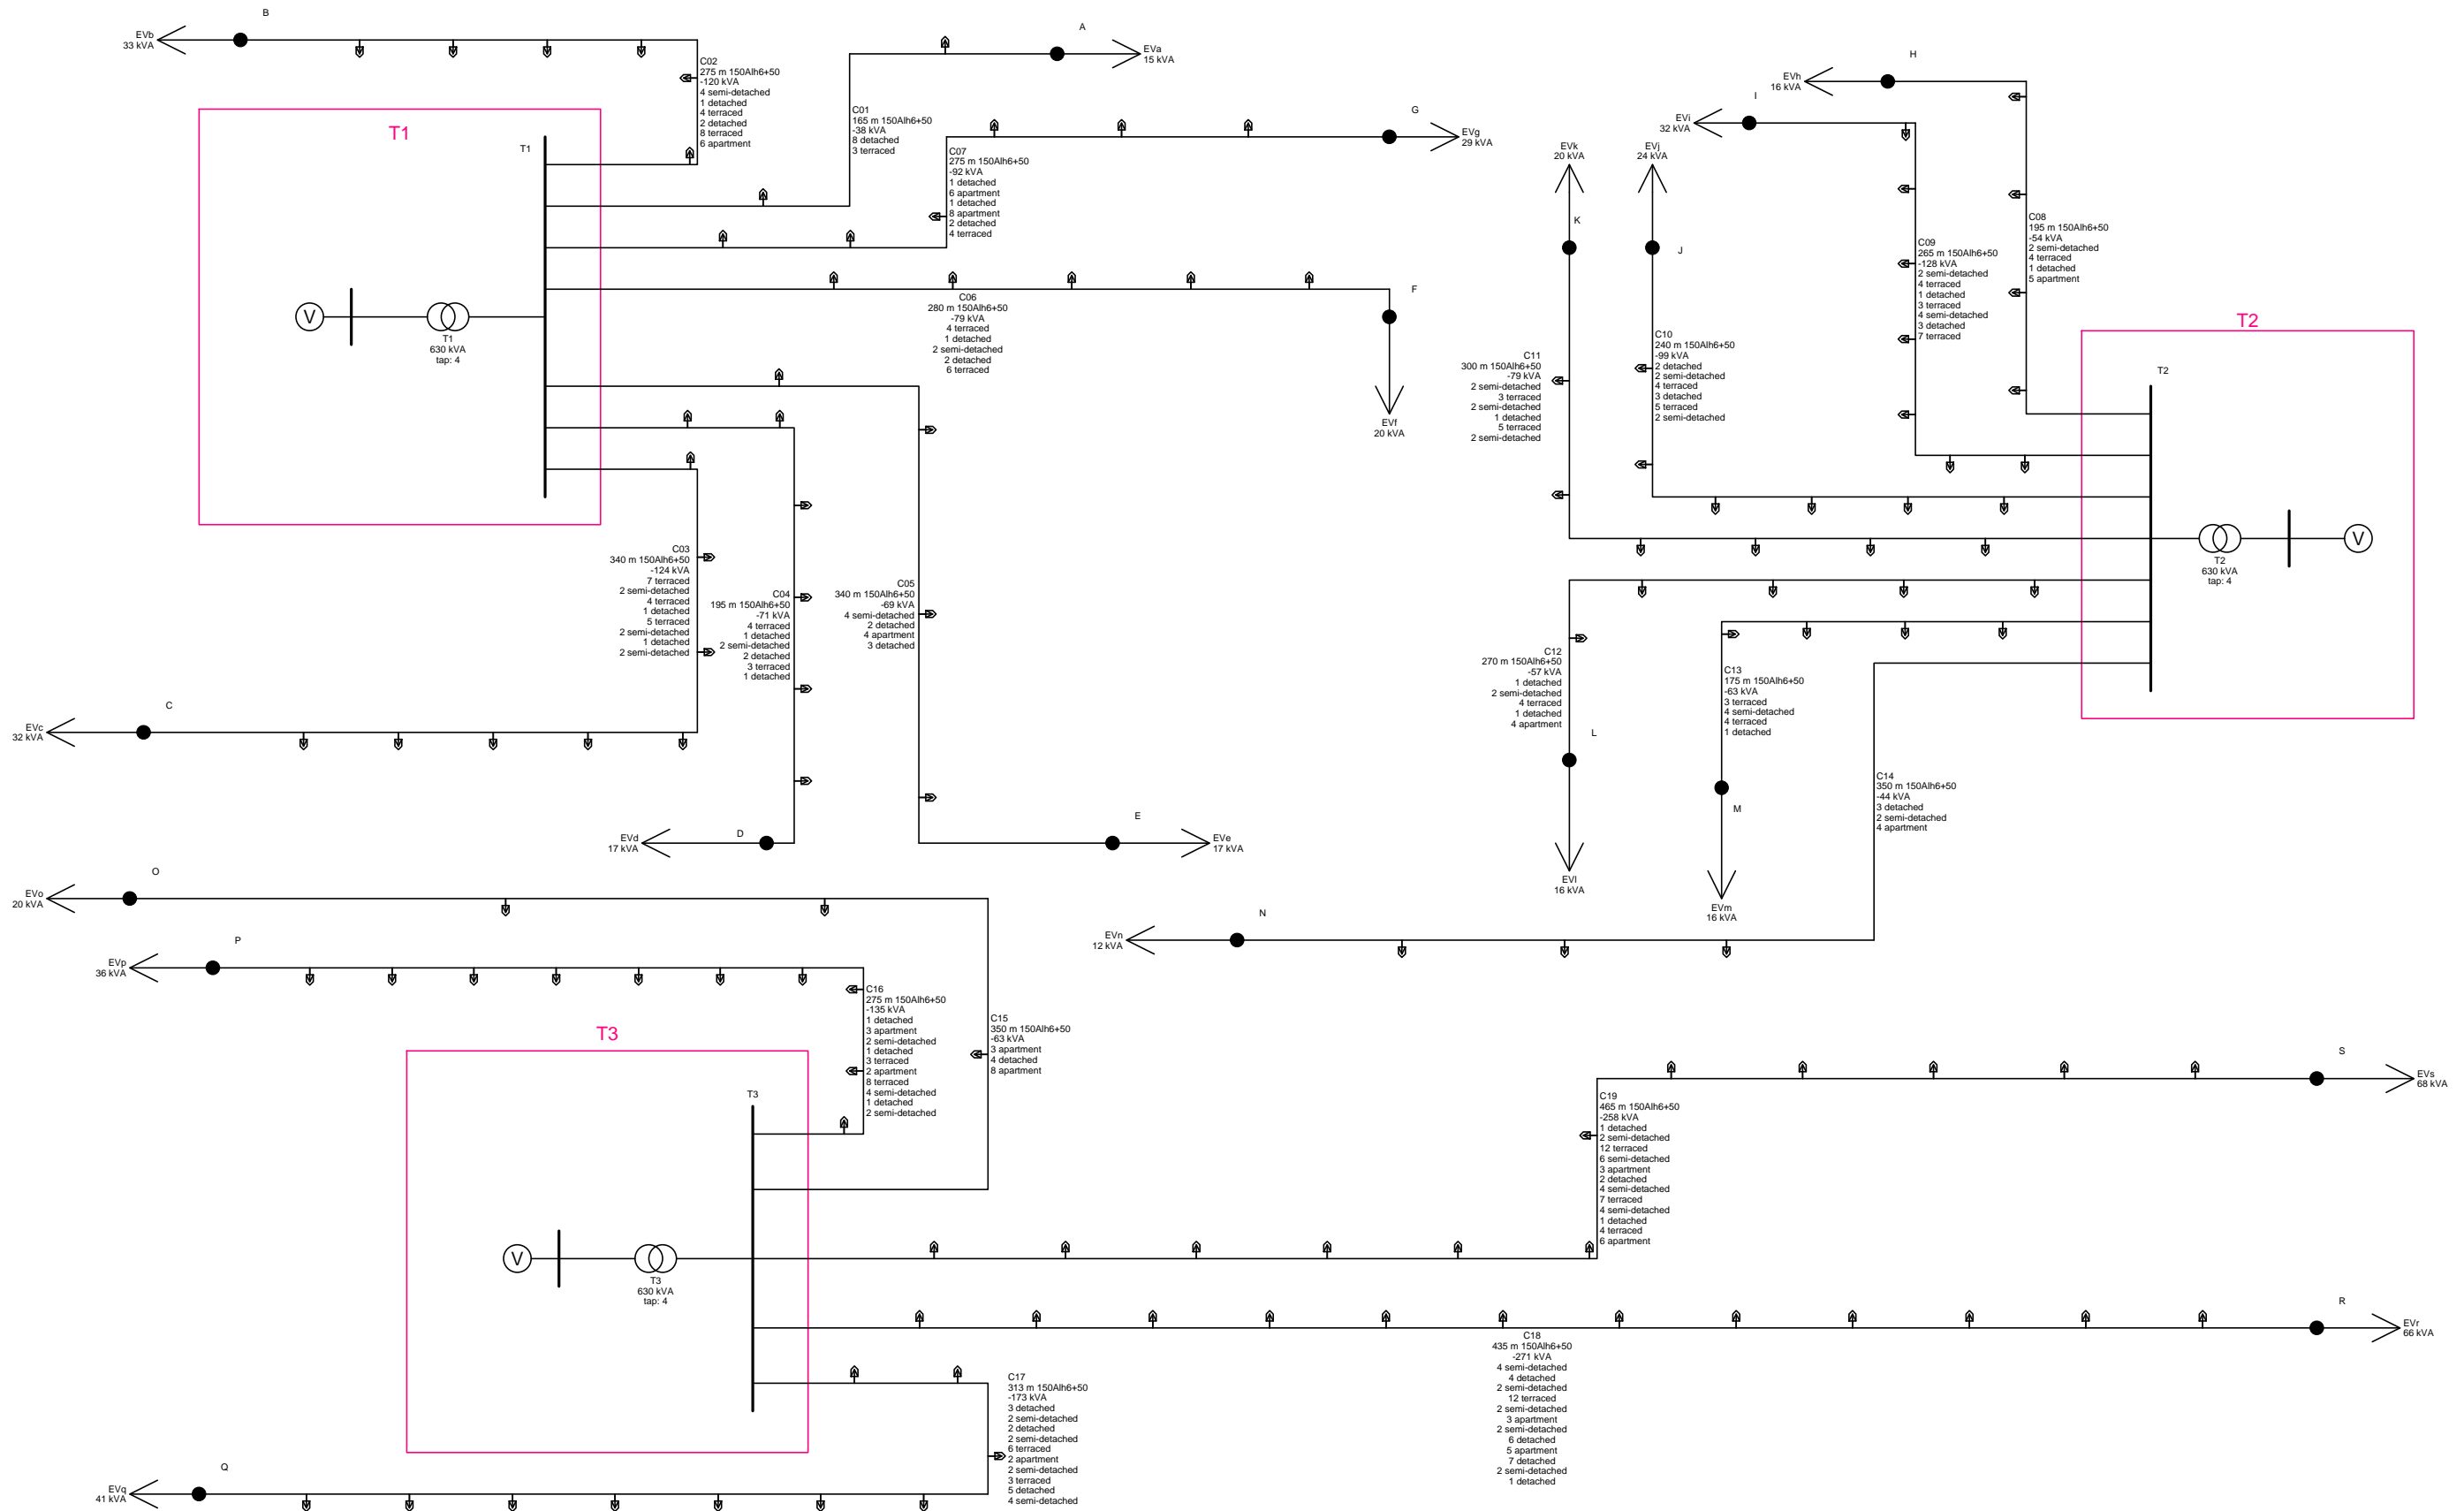 B
EVb
33 kVA
C02
275 m 150Alh6+50
-120 kVA
4 semi-detached
1 detached
4 terraced
2 detached
8 terraced
6 apartment
A
EVa
15 kVA
C01
165 m 150Alh6+50
-38 kVA
8 detached
3 terraced
G
EVg
29 kVA
C07
275 m 150Alh6+50
-92 kVA
1 detached
6 apartment
1 detached
8 apartment
2 detached
4 terraced
T1
T1
V
T1
630 kVA
tap: 4
F
C06
280 m 150Alh6+50
-79 kVA
4 terraced
1 detached
2 semi-detached
2 detached
6 terraced
EVf
20 kVA
C03
340 m 150Alh6+50
-124 kVA
7 terraced
2 semi-detached
4 terraced
1 detached
5 terraced
2 semi-detached
1 detached
2 semi-detached
C04
195 m 150Alh6+50
-71 kVA
4 terraced
1 detached
2 semi-detached
2 detached
3 terraced
1 detached
C05
340 m 150Alh6+50
-69 kVA
4 semi-detached
2 detached
4 apartment
3 detached
C
EVc
32 kVA
D
EVd
17 kVA
E
EVe
17 kVA
H
EVh
16 kVA
I
EVi
32 kVA
EVk
20 kVA
EVj
24 kVA
K
J
C08
195 m 150Alh6+50
-54 kVA
2 semi-detached
4 terraced
1 detached
5 apartment
C09
265 m 150Alh6+50
-128 kVA
2 semi-detached
4 terraced
1 detached
3 terraced
4 semi-detached
3 detached
7 terraced
C10
240 m 150Alh6+50
-99 kVA
2 detached
2 semi-detached
4 terraced
3 detached
5 terraced
2 semi-detached
C11
300 m 150Alh6+50
-79 kVA
2 semi-detached
3 terraced
2 semi-detached
1 detached
5 terraced
2 semi-detached
T2
T2
V
T2
630 kVA
tap: 4
C12
270 m 150Alh6+50
-57 kVA
1 detached
2 semi-detached
4 terraced
1 detached
4 apartment
C13
175 m 150Alh6+50
-63 kVA
3 terraced
4 semi-detached
4 terraced
1 detached
L
M
EVl
16 kVA
EVm
16 kVA
C14
350 m 150Alh6+50
-44 kVA
3 detached
2 semi-detached
4 apartment
N
EVn
12 kVA
O
EVo
20 kVA
P
EVp
36 kVA
C16
275 m 150Alh6+50
-135 kVA
1 detached
3 apartment
2 semi-detached
1 detached
3 terraced
2 apartment
8 terraced
4 semi-detached
1 detached
2 semi-detached
C15
350 m 150Alh6+50
-63 kVA
3 apartment
4 detached
8 apartment
T3
T3
V
T3
630 kVA
tap: 4
S
EVs
68 kVA
C19
465 m 150Alh6+50
-258 kVA
1 detached
2 semi-detached
12 terraced
6 semi-detached
3 apartment
2 detached
4 semi-detached
7 terraced
4 semi-detached
1 detached
4 terraced
6 apartment
R
EVr
66 kVA
C18
435 m 150Alh6+50
-271 kVA
4 semi-detached
4 detached
2 semi-detached
12 terraced
2 semi-detached
3 apartment
2 semi-detached
6 detached
5 apartment
7 detached
2 semi-detached
1 detached
C17
313 m 150Alh6+50
-173 kVA
3 detached
2 semi-detached
2 detached
2 semi-detached
6 terraced
2 apartment
2 semi-detached
3 terraced
5 detached
4 semi-detached
Q
EVq
41 kVA